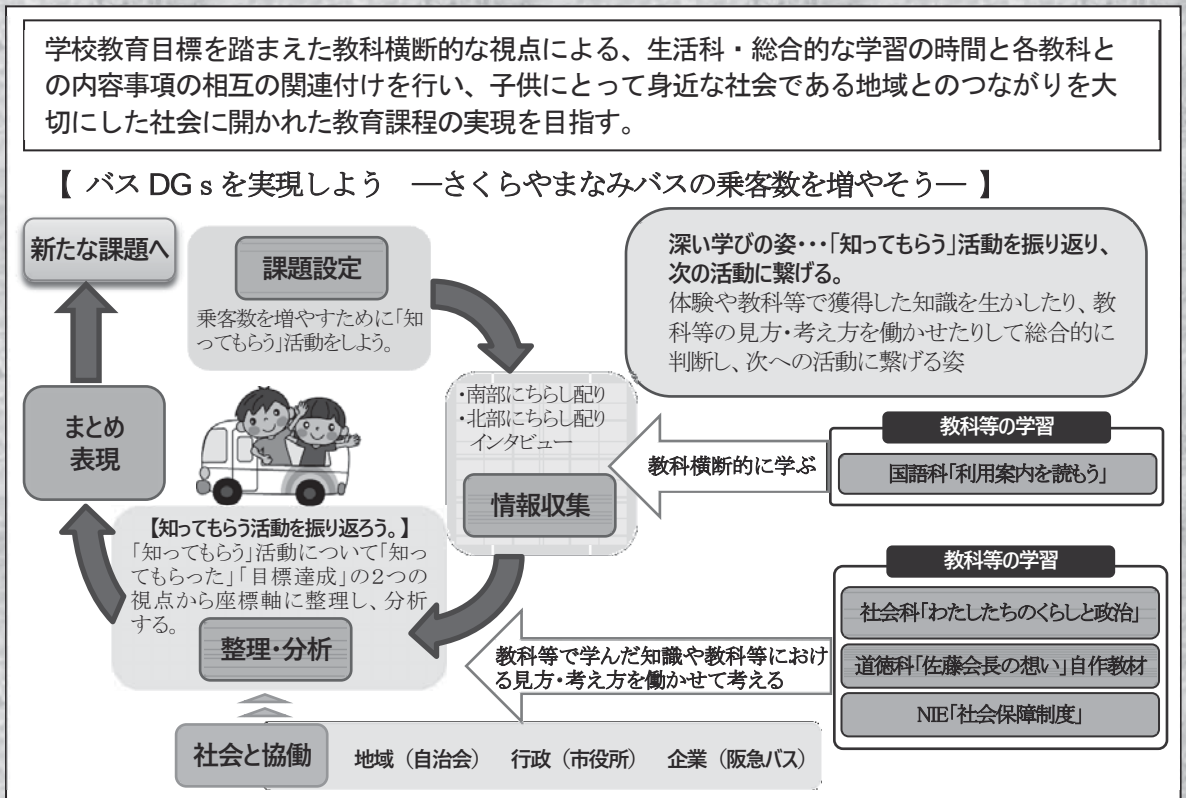 学校教育目標を踏まえた教科横断的な視点による、生活科・総合的な学習の時間と各教科と
の内容事項の相互の関連付けを行い、子供にとって身近な社会である地域とのつながりを大
切にした社会に開かれた教育課程の実現を目指す。
【 バス DGs を実現しよう ―さくらやまなみバスの乗客数を増やそう― 】
新たな課題へ
課題設定
乗客数を増やすために「知
ってもらう」活動をしよう。
深い学びの姿・・・「知ってもらう」活動を振り返り、
次の活動に繋げる。
体験や教科等で獲得した知識を生かしたり、教
科等の見方・考え方を働かせたりして総合的に
判断し、次への活動に繋げる姿
まとめ
表現
・南部にちらし配り
・北部にちらし配り
インタビュー
情報収集
教科横断的に学ぶ
教科等の学習
国語科「利用案内を読もう」
【知ってもらう活動を振り返ろう。】
「知ってもらう」活動について「知っ
てもらった」「目標達成」の2つの
視点から座標軸に整理し、分析
する。
整理・分析
教科等で学んだ知識や教科等におけ
る見方・考え方を働かせて考える
教科等の学習
社会科「わたしたちのくらしと政治」
道徳科「佐藤会長の想い」自作教材
NIE「社会保障制度」
社会と協働
地域（自治会） 行政（市役所） 企業（阪急バス）